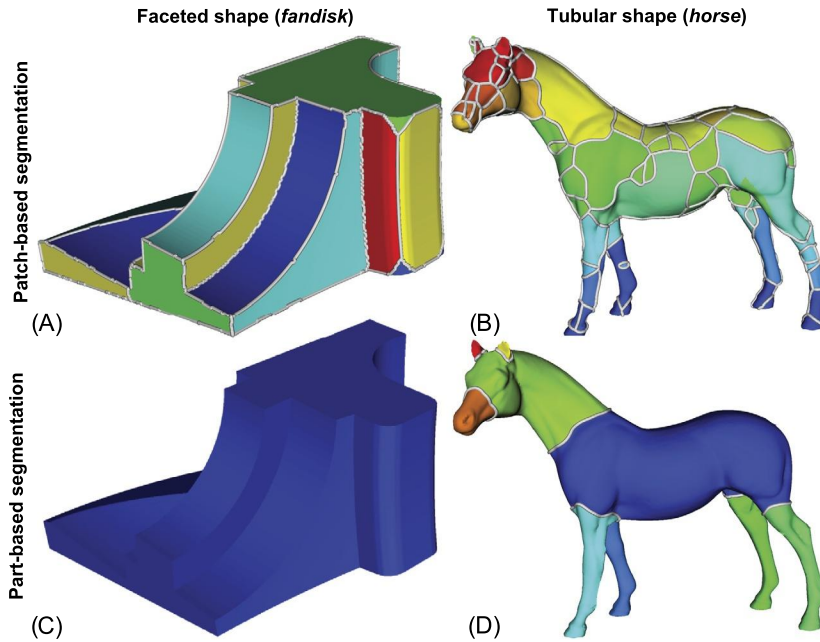 Faceted shape (fandisk)
Tubular shape (horse)
Patch-based segmentation
(A)
(B)
Part-based segmentation
(C)
(D)